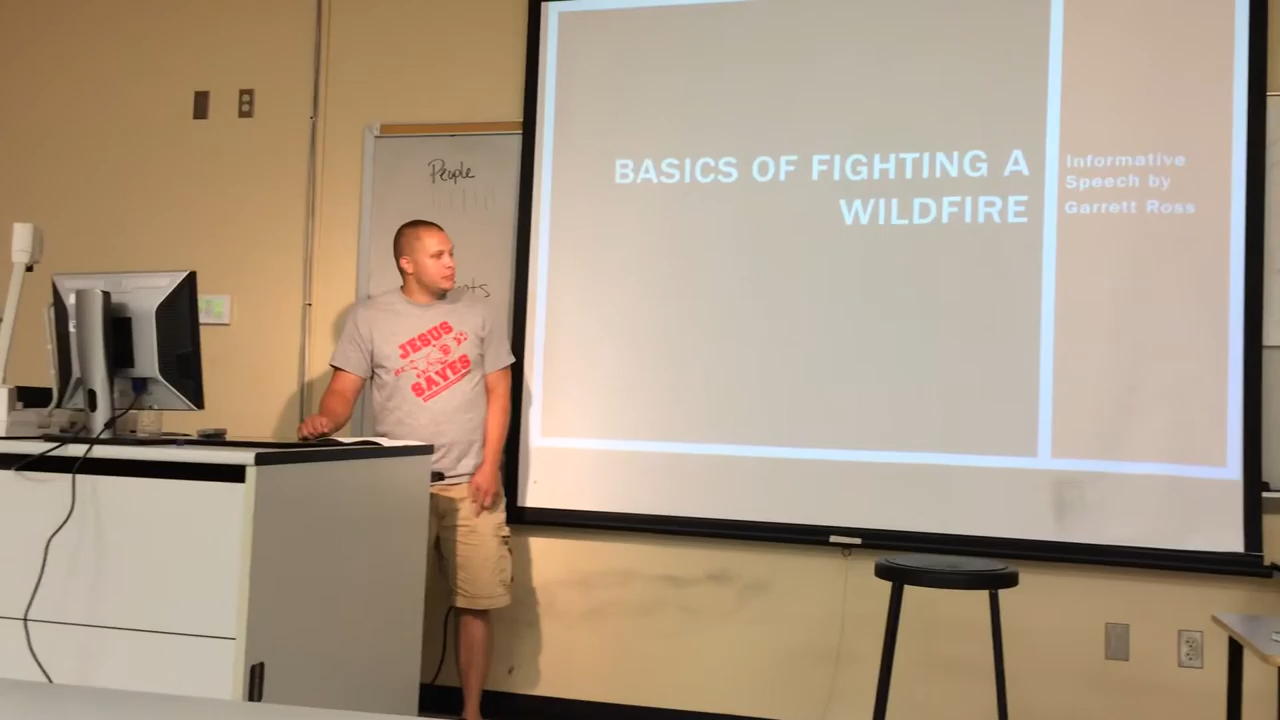 People
JESUS
SAVES
BASICS OF FIGHTING A
WILDFIRE
Informative
Speech by
Garrett Ross